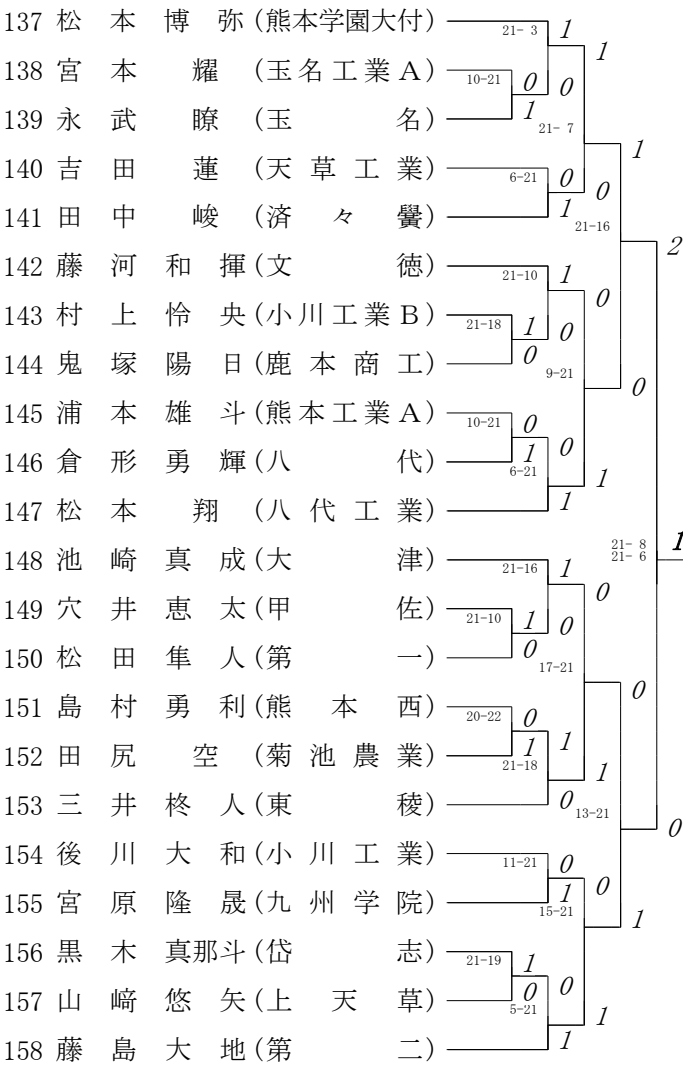 137 松本博弥(熊本学園大付)
21- 3 1
1
138 宮本耀(玉名工業A)
10-21 0 0
139 永武瞭(玉名)
1
21- 7
1
140 吉田蓮(天草工業)
6-21 0 0
141 田中峻(済々黌)
1
21-16
2
142 藤河和揮(文徳)
21-10 1
0
143 村上怜央(小川工業B)
21-18 1 0
144 鬼塚陽日(鹿本商工)
0
9-21
0
145 浦本雄斗(熊本工業A)
10-21 0
146 倉形勇輝(八代)
1 0
6-21
1
147 松本翔(八代工業)
1
21- 8
21- 6
1
148 池崎真成(大津)
21-16 1
0
149 穴井恵太(甲佐)
21-10 1 0
150 松田隼人(第一)
0
17-21
0
151 島村勇利(熊本西)
20-22 0
152 田尻空(菊池農業)
1 1
21-18
1
153 三井柊人(東稜)
0
13-21
0
154 後川大和(小川工業)
11-21 0
0
155 宮原隆晟(九州学院)
1
15-21
1
156 黒木真那斗(岱志)
21-19 1
157 山﨑悠矢(上天草)
0 0
5-21
1
158 藤島大地(第二)
1